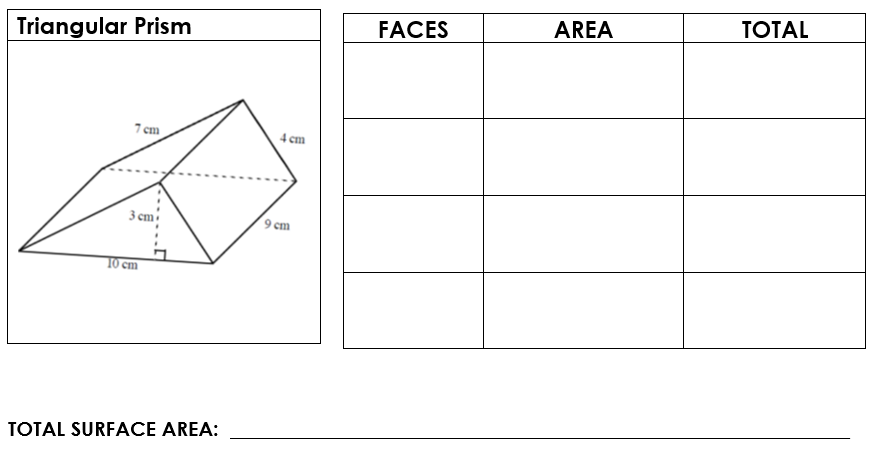 Triangular Prism
7 cm
4 cm
3 cm
9 cm
10 cm
FACES AREA TOTAL
TOTAL SURFACE AREA: